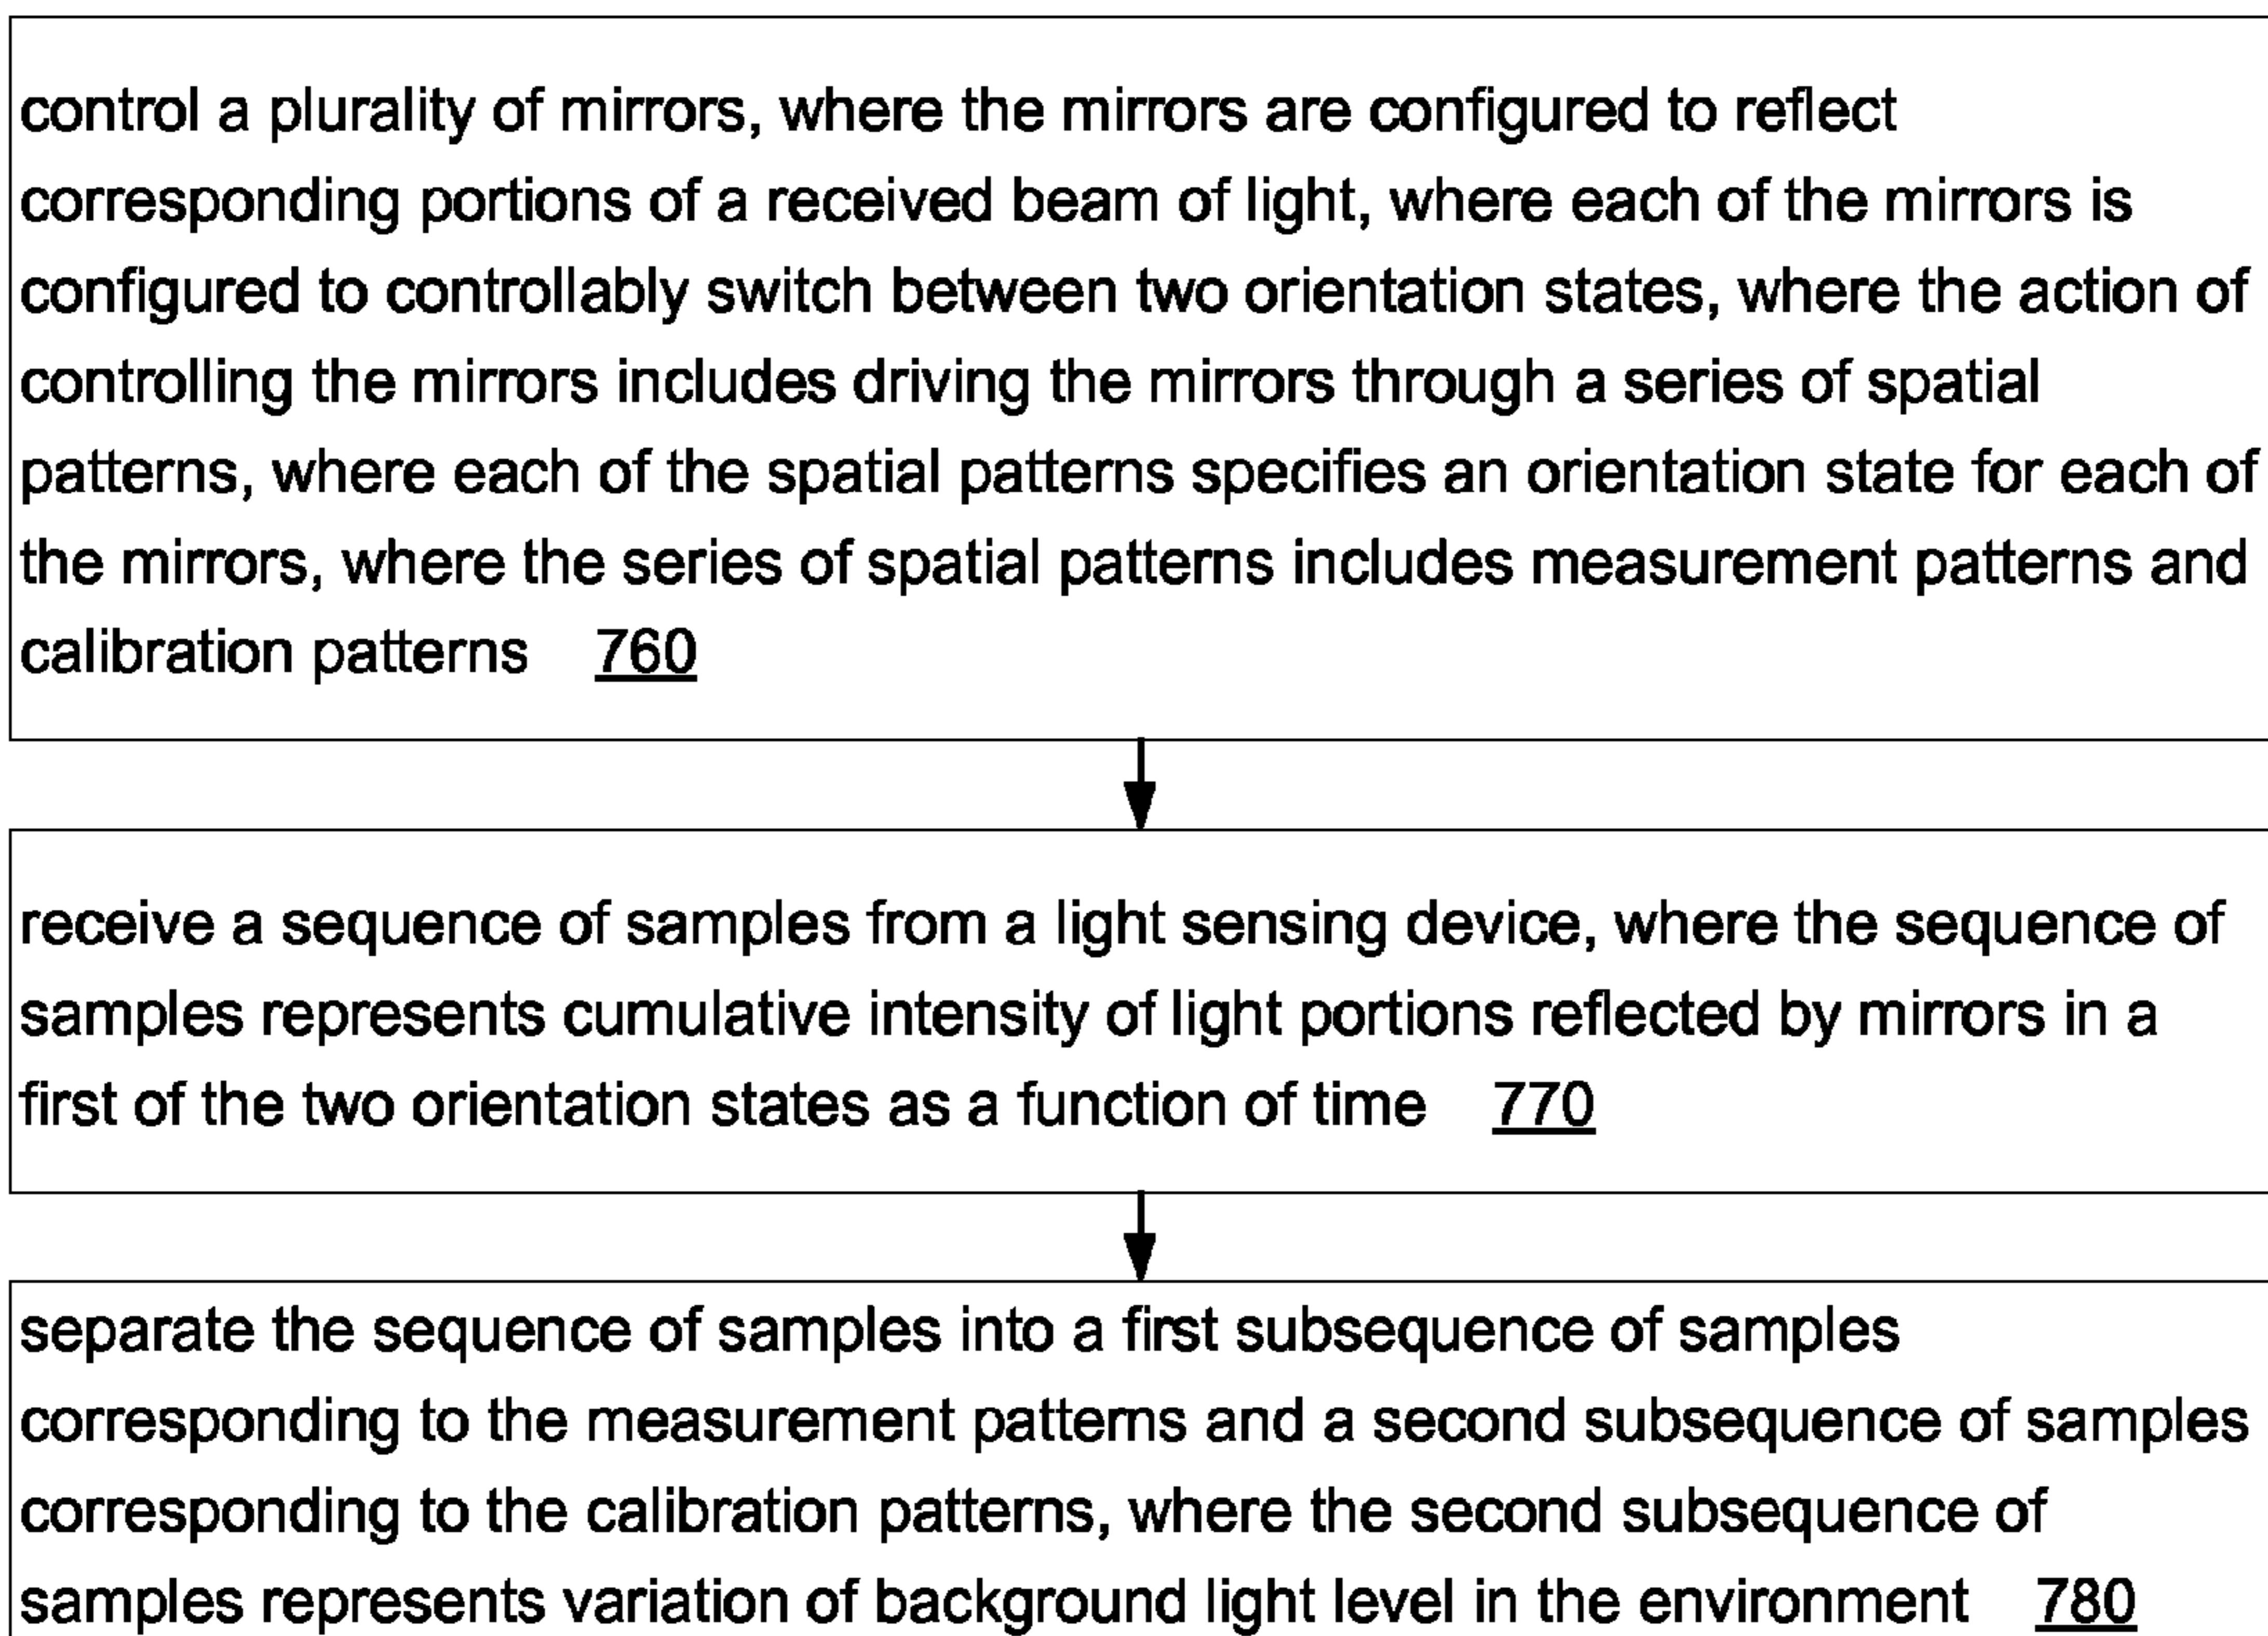 control a plurality of mirrors, where the mirrors are configured to reflect
corresponding portions of a received beam of light, where each of the mirrors is
configured to controllably switch between two orientation states, where the action of
controlling the mirrors includes driving the mirrors through a series of spatial
patterns, where each of the spatial patterns specifies an orientation state for each of
the mirrors, where the series of spatial patterns includes measurement patterns and
calibration patterns 760
receive a sequence of samples from a light sensing device, where the sequence of
samples represents cumulative intensity of light portions reflected by mirrors in a
first of the two orientation states as a function of time 770
separate the sequence of samples into a first subsequence of samples
corresponding to the measurement patterns and a second subsequence of samples
corresponding to the calibration patterns, where the second subsequence of
samples represents variation of background light level in the environment 780